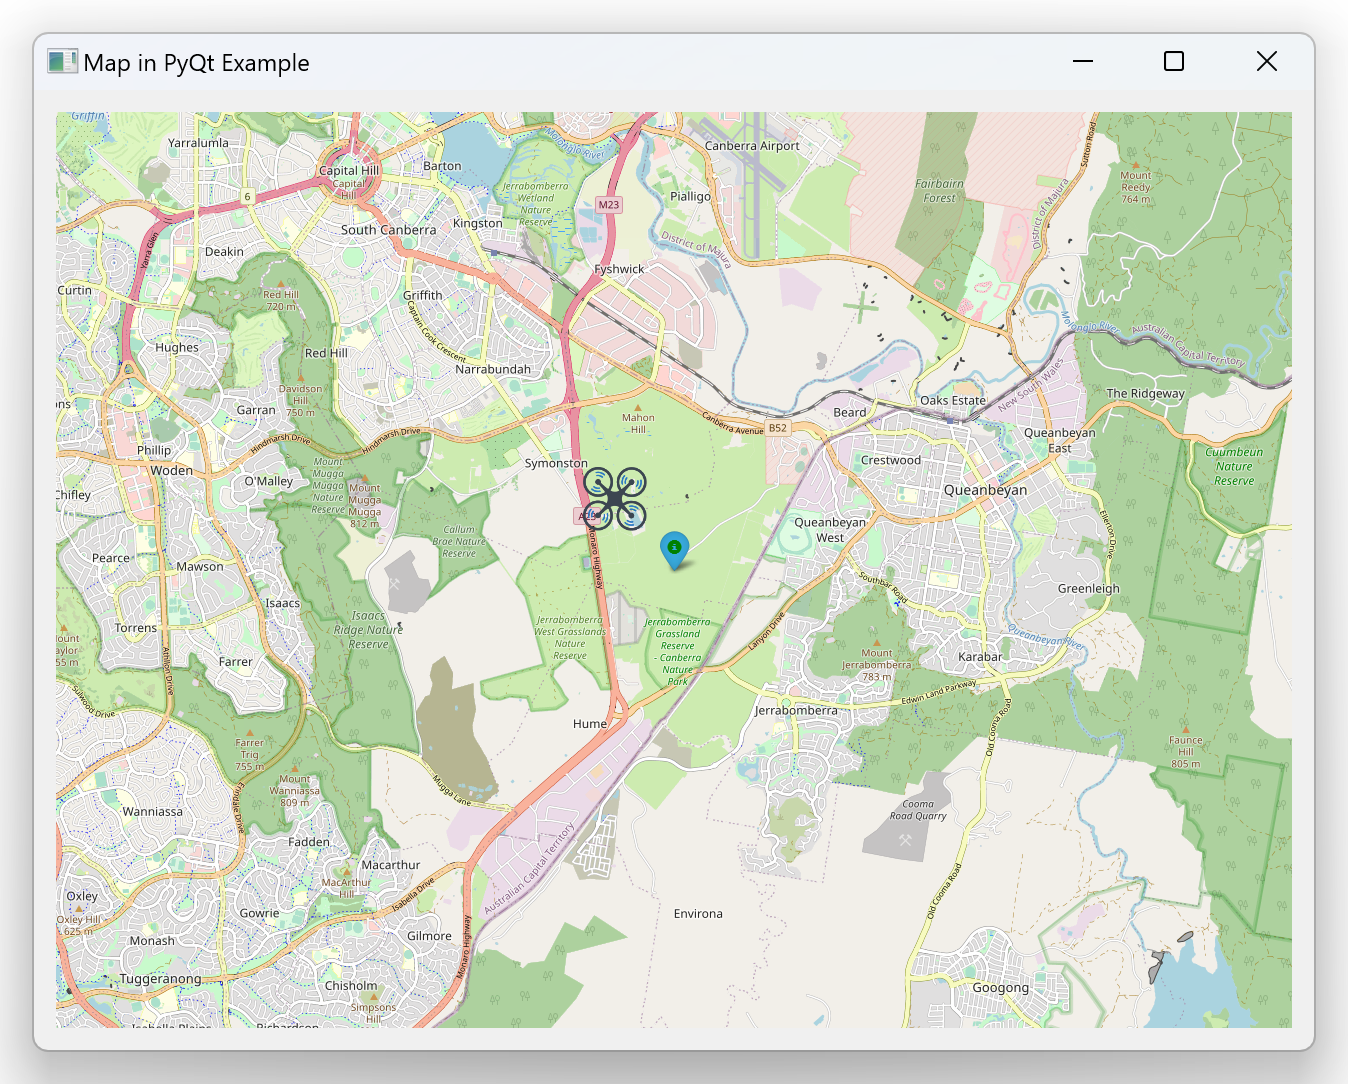 Map in PyQt Example
Griffin
Yarralumla
Capital Hill
Capital
Hill
Barton
Molonglo River
Canberra Airport
Sutton Road
Mount
Reedy
764 m
6
M23
Jerrabomberra
Wetland
Nature
Reserve
Pialligo
Fairbairn
Forest
District of Majura
Kingston
South Canberra
Deakin
Yarra Glen
District of Majura
Fyshwick
Curtin
Red Hill
720 m
Griffith
Captain Cook Crescent
Molonglo River
Australian Capital Territory
Hughes
Red Hill
Narrabundah
New South Wales
The Ridgeway
Davidson
Hill
750 m
ons
Garran
Mahon
Hill
Canberra Avenue
B52
Beard
Oaks Estate
Queanbeyan
East
Hindmarsh Drive
Hindmarsh Drive
Phillip
Woden
Symonston
Crestwood
Cuumbeun
Nature
Reserve
Chifley
O'Malley
Mount
Mugga
Mugga
Nature
Reserve
Mount
Mugga
Mugga
812 m
Queanbeyan
Callum
Brae Nature
Reserve
Queanbeyan
West
Ellerton Drive
Pearce
Mawson
Monaro Highway
Southbar Road
Greenleigh
Isaacs
Isaacs
Ridge Nature
Reserve
Torrens
Jerrabomberra
West Grasslands
Nature
Reserve
Jerrabomberra
Grassland
Reserve
- Canberra
Nature
Park
Lanyon Drive
Queanbeyan River
Mount
Taylor
55 m
Farrer
Athllon Drive
Mount
Jerrabomberra
783 m
Karabar
Sulwood Drive
Edwin Land Parkway
Hume
Jerrabomberra
Old Cooma Road
Farrer
Trig
755 m
Faunce
Hill
805 m
Mount
Wanniassa
809 m
Mugga Lane
Erindale Drive
Wanniassa
Cooma
Road Quarry
Fadden
Macarthur
Australian Capital Territory
MacArthur
Hill
Isabella Drive
Old Cooma Road
Oxley
Oxley Hill
625 m
Gowrie
Environa
Monash
Gilmore
Monaro Highway
Tuggeranong
Chisholm
Googong
Simpsons
Hill
Isabella Plains
Richardson